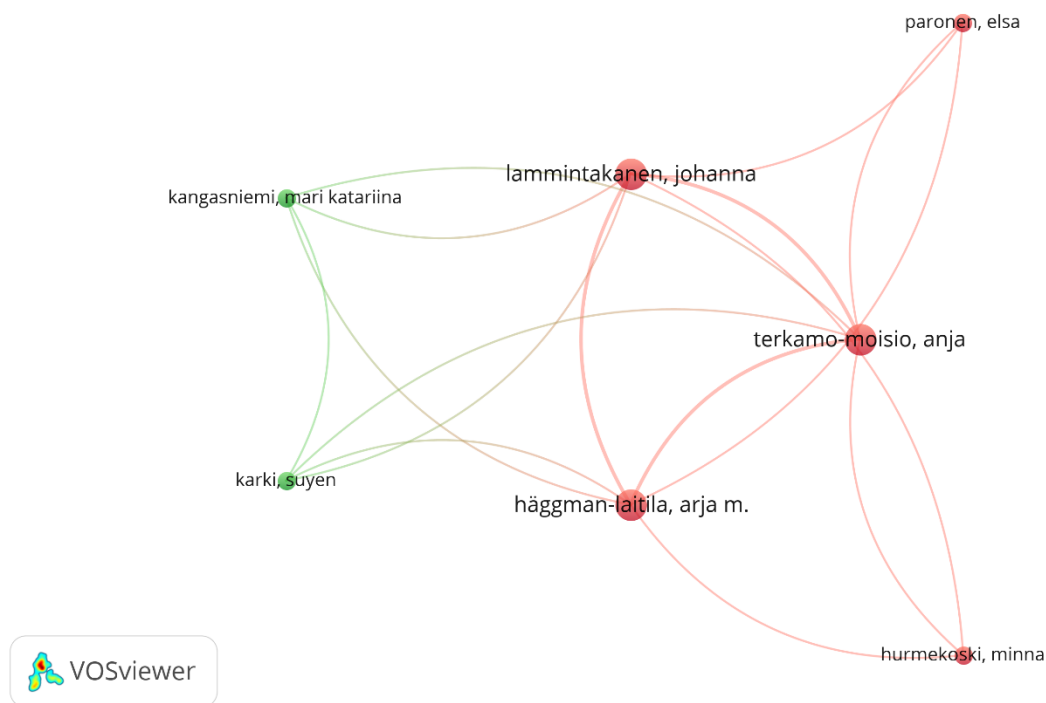 paronen, elsa
lammintakanen, johanna
kangasniemi, mari katariina
terkamo-moisio, anja
karki, suyen
häggman-laitila, arja m.
hurmekoski, minna
VOSviewer